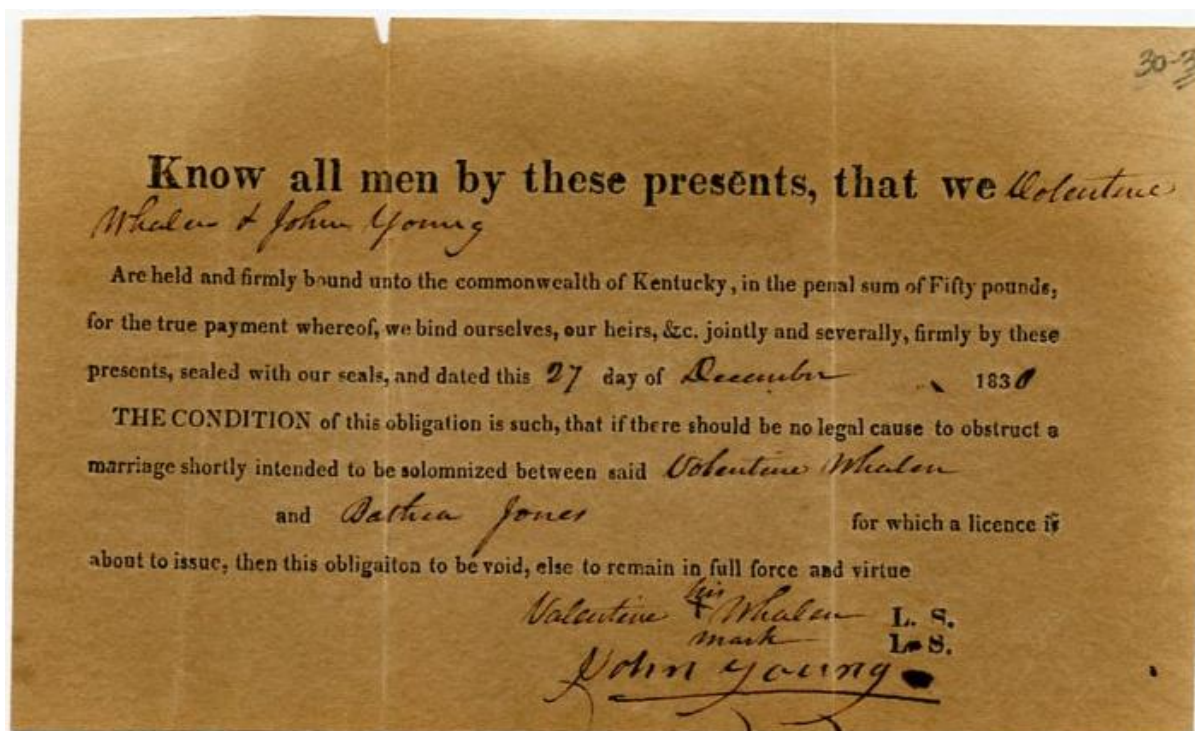 30-3
Know all men by these presents, that we Volentine
Whalen & John Young
Are held and firmly bound unto the commonwealth of Kentucky, in the penal sum of Fifty pounds,
for the true payment whereof, we bind ourselves, our heirs, &c. jointly and severally, firmly by these
presents, sealed with our seals, and dated this 27 day of December 1830
THE CONDITION of this obligation is such, that if there should be no legal cause to obstruct a
marriage shortly intended to be solomnized between said Volentine Whalen
and Bathea Jones for which a licence is
about to issue, then this obligaiton to be void, else to remain in full force and virtue
his
Valentine + Whalen L. S.
mark L. S.
John Young